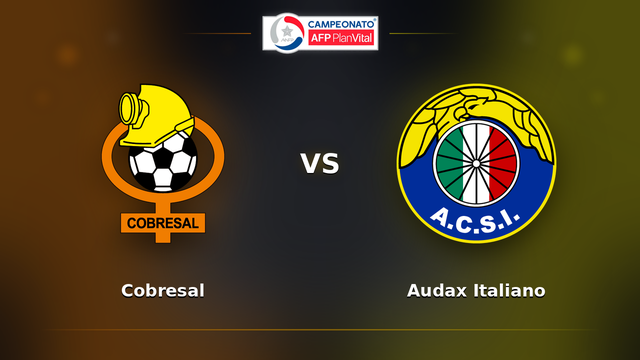 CAMPEONATO
AFP PlanVital
VS
COBRESAL
A.C.S.I.
Cobresal
Audax Italiano